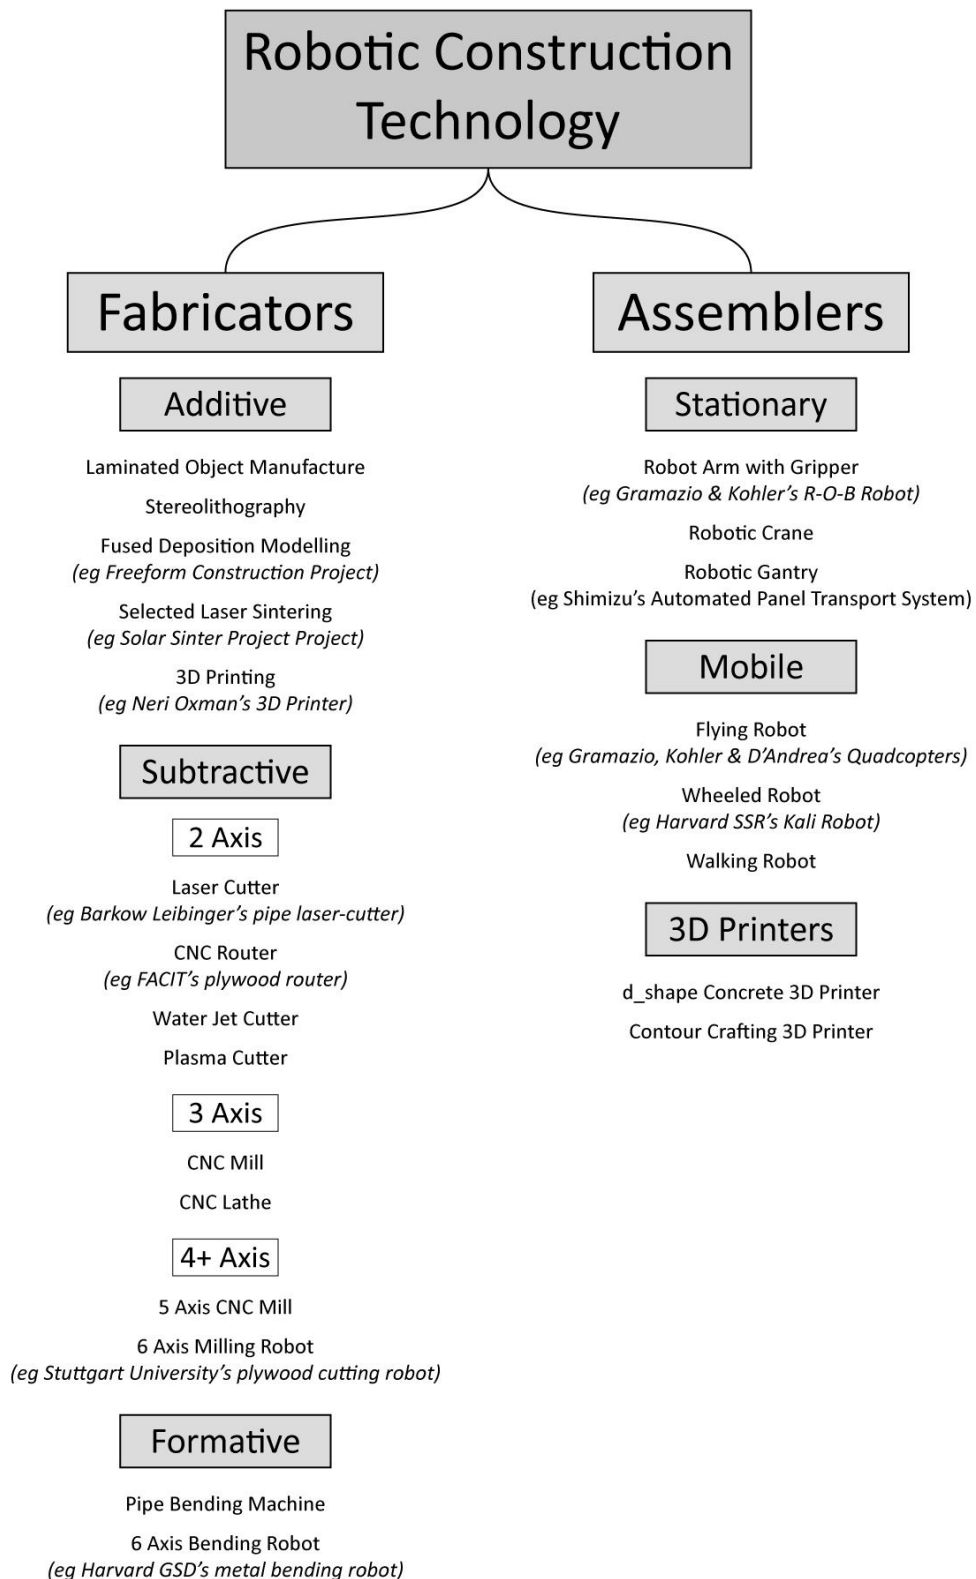 Robotic Construction
Technology
Fabricators
Additive
Laminated Object Manufacture
Stereolithography
Fused Deposition Modelling
(eg Freeform Construction Project)
Selected Laser Sintering
(eg Solar Sinter Project Project)
3D Printing
(eg Neri Oxman’s 3D Printer)
Subtractive
2 Axis
Laser Cutter
(eg Barkow Leibinger’s pipe laser-cutter)
CNC Router
(eg FACIT’s plywood router)
Water Jet Cutter
Plasma Cutter
3 Axis
CNC Mill
CNC Lathe
4+ Axis
5 Axis CNC Mill
6 Axis Milling Robot
(eg Stuttgart University’s plywood cutting robot)
Formative
Pipe Bending Machine
6 Axis Bending Robot
(eg Harvard GSD’s metal bending robot)
Assemblers
Stationary
Robot Arm with Gripper
(eg Gramazio & Kohler’s R-O-B Robot)
Robotic Crane
Robotic Gantry
(eg Shimizu’s Automated Panel Transport System)
Mobile
Flying Robot
(eg Gramazio, Kohler & D’Andrea’s Quadcopters)
Wheeled Robot
(eg Harvard SSR’s Kali Robot)
Walking Robot
3D Printers
d_shape Concrete 3D Printer
Contour Crafting 3D Printer